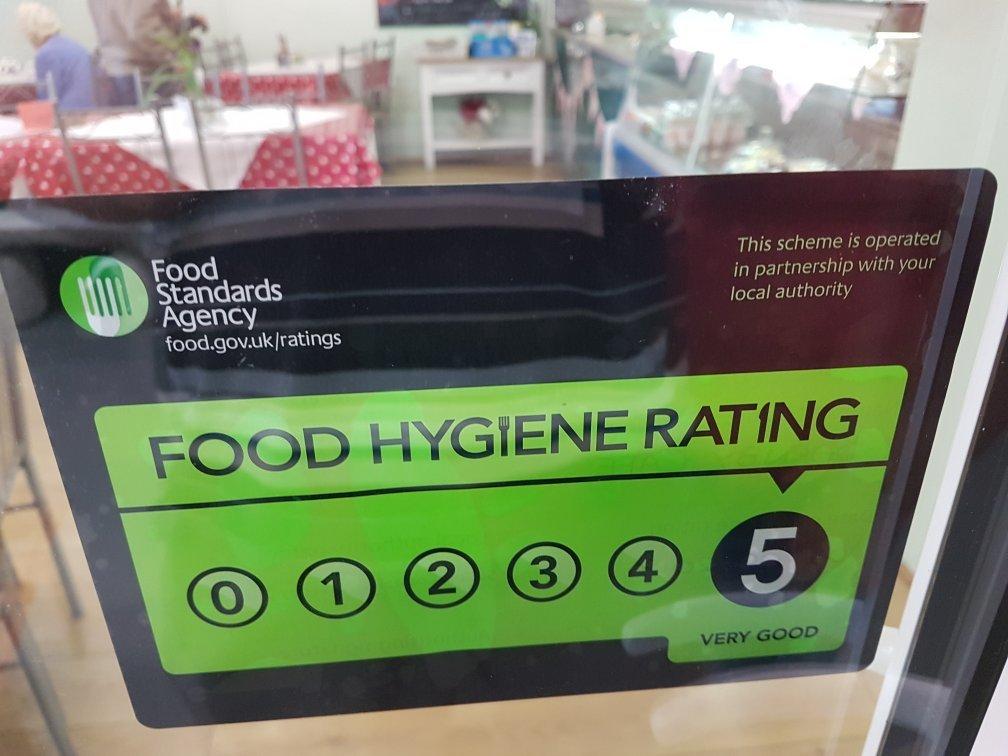 Food
Standards
Agency
food.gov.uk/ratings
This scheme is operated
in partnership with your
local authority
FOOD HYGIENE RATING
0 1 2 3 4 5
VERY GOOD